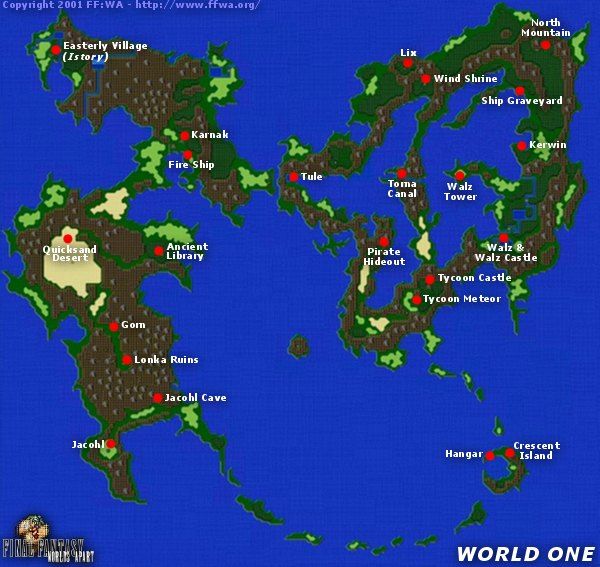 Copyright 2001 FF:WA - http://www.ffwa.org/
North
Mountain
Easterly Village
(Istory)
Lix
Wind Shrine
Ship Graveyard
Karnak
Kerwin
Fire Ship
Tule
Torna
Canal
Walz
Tower
Quicksand
Desert
Ancient
Library
Pirate
Hideout
Walz &
Walz Castle
Tycoon Castle
Tycoon Meteor
Gorn
Lonka Ruins
Jacohl Cave
Jacohl
Hangar
Crescent
Island
FINAL FANTASY
WORLDS APART
WORLD ONE